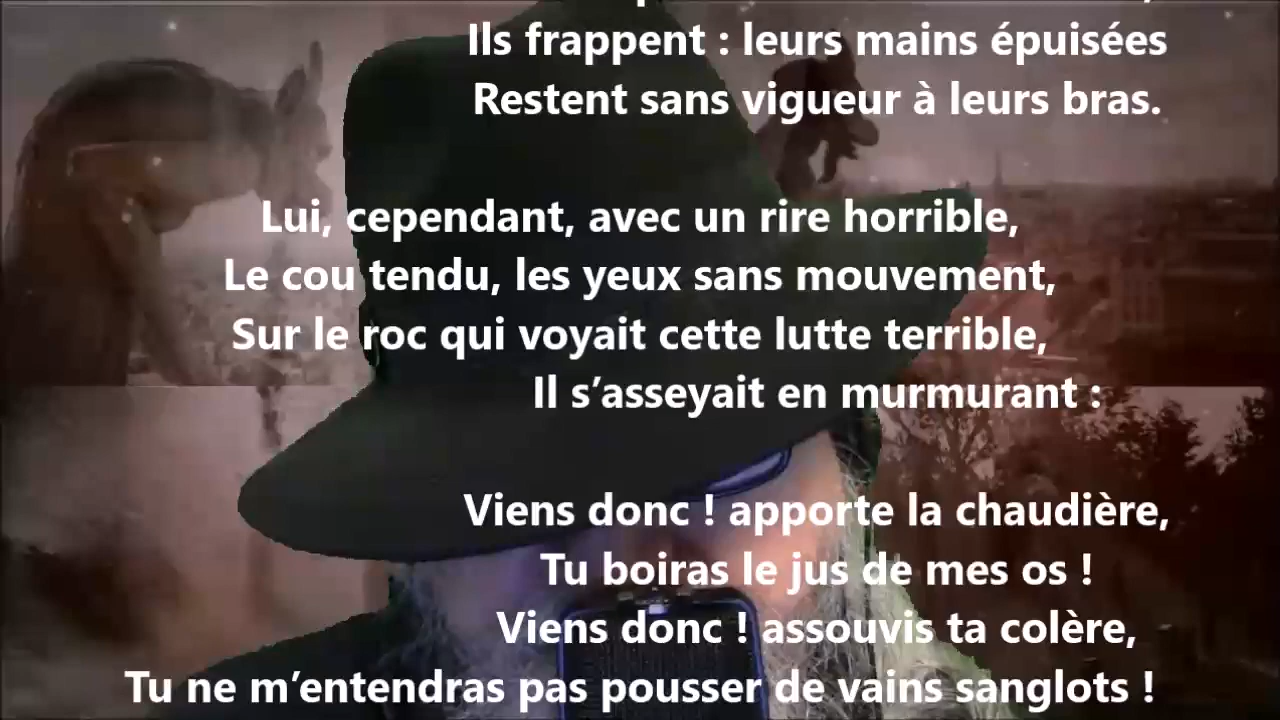 Ils frappent : leurs mains épuisées
Restent sans vigueur à leurs bras.
Lui, cependant, avec un rire horrible,
Le cou tendu, les yeux sans mouvement,
Sur le roc qui voyait cette lutte terrible,
Il s’asseyait en murmurant :
Viens donc ! apporte la chaudière,
Tu boiras le jus de mes os !
Viens donc ! assouvis ta colère,
Tu ne m’entendras pas pousser de vains sanglots !